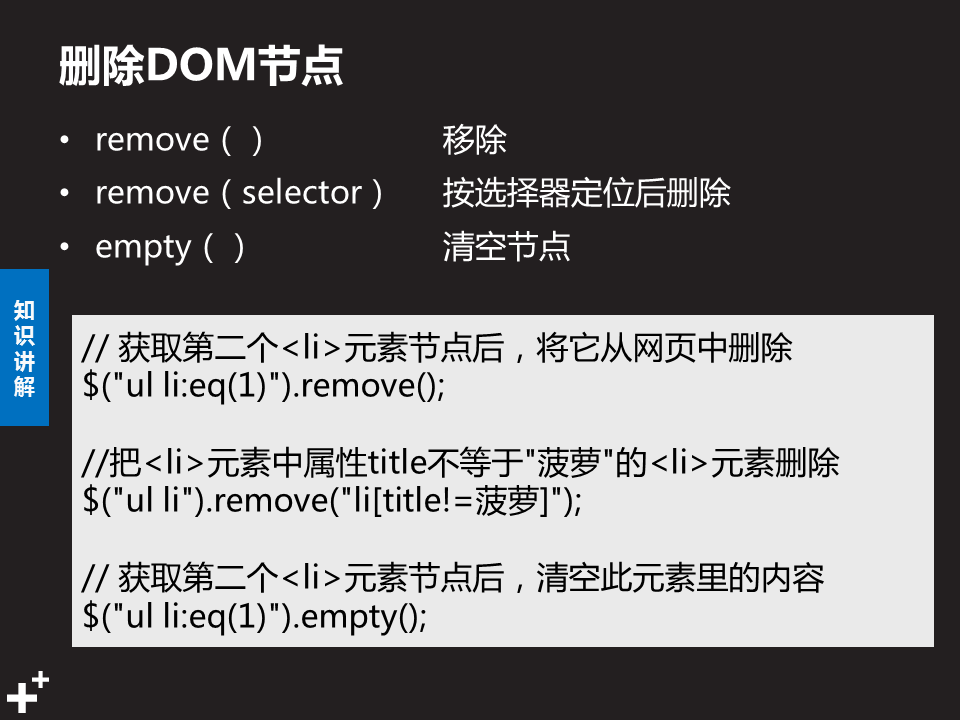 删除DOM节点
• remove（ ） 移除
• remove（selector） 按选择器定位后删除
• empty（ ） 清空节点
知识讲解
// 获取第二个<li>元素节点后，将它从网页中删除
$("ul li:eq(1)").remove();
//把<li>元素中属性title不等于"菠萝"的<li>元素删除
$("ul li").remove("li[title!=菠萝]");
// 获取第二个<li>元素节点后，清空此元素里的内容
$("ul li:eq(1)").empty();